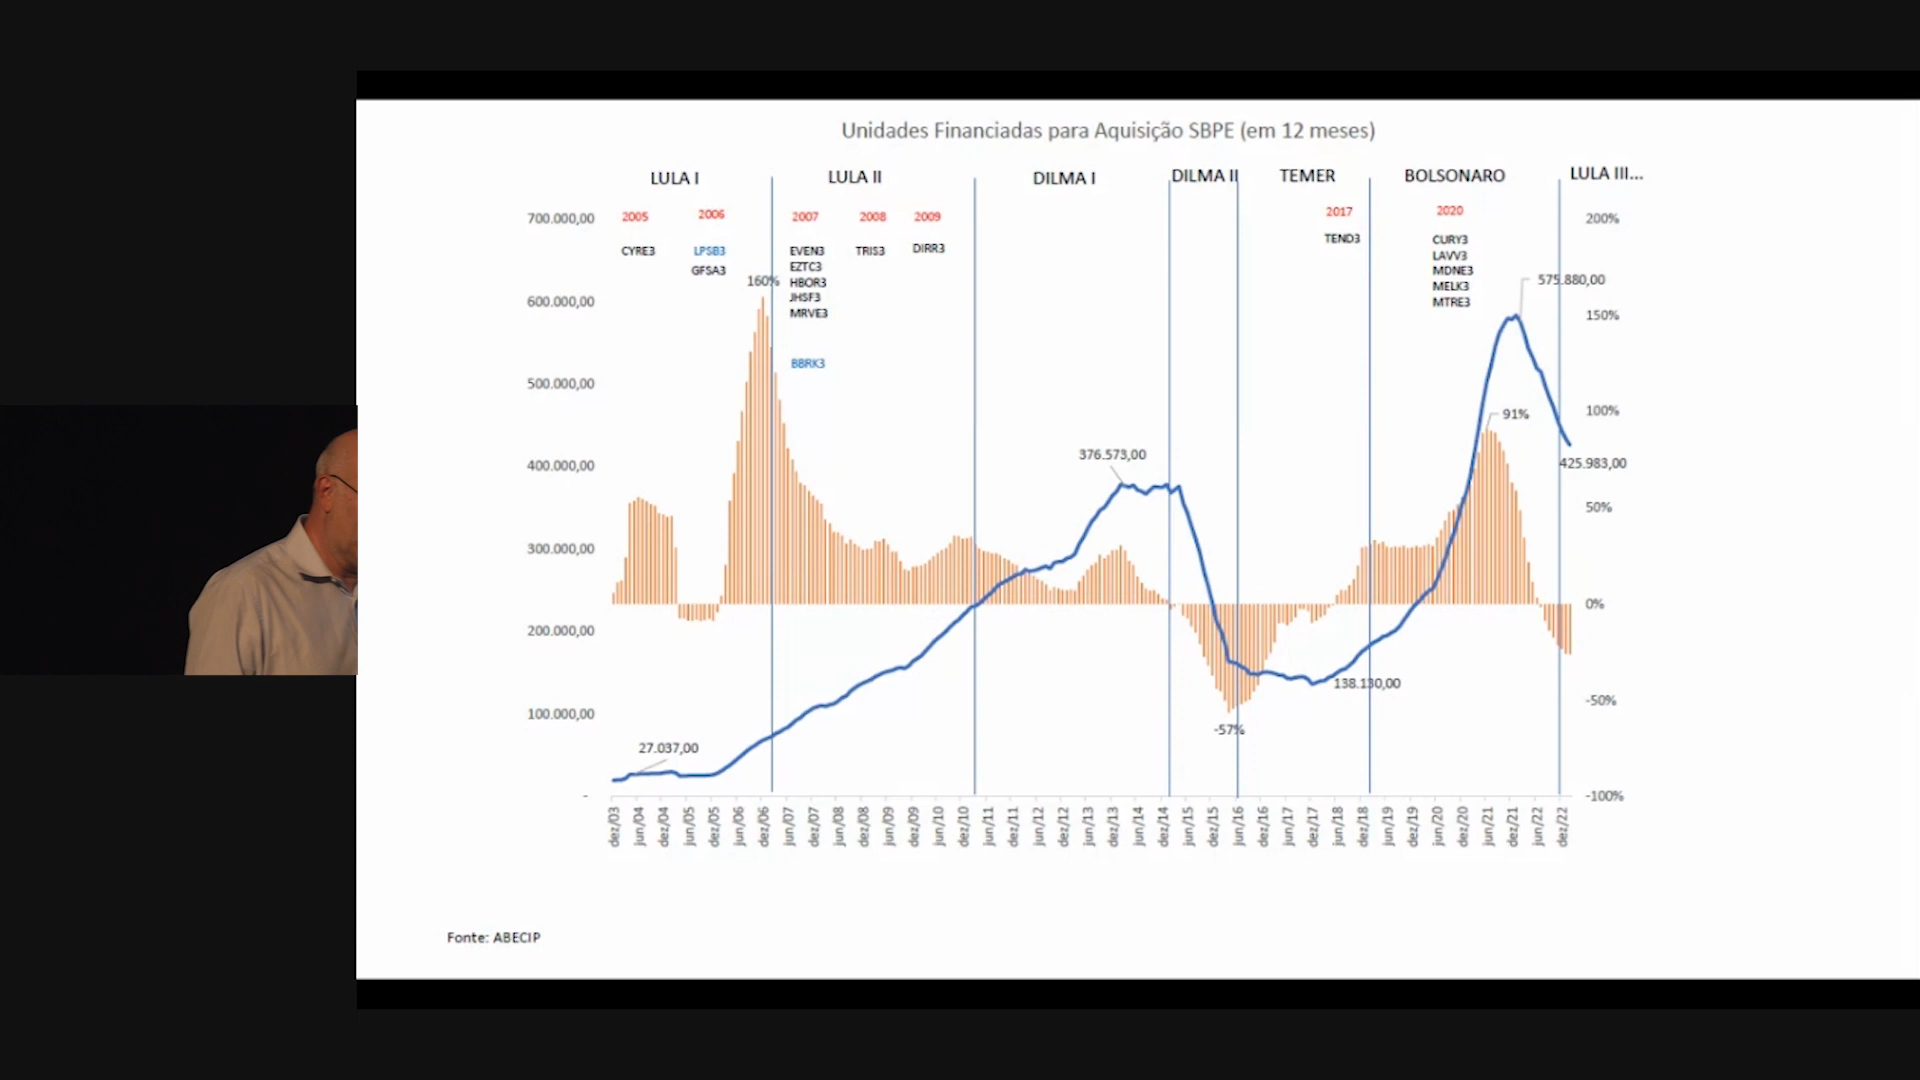 Unidades Financiadas para Aquisição SBPE (em 12 meses)
LULA I
LULA II
DILMA I
DILMA II
TEMER
BOLSONARO
LULA III...
2005
2006
2007
2008
2009
2017
2020
CYRE3
LPSB3
GFSA3
EVEN3
EZTC3
HBOR3
JHSF3
MRVE3
BBRK3
TRIS3
DIRR3
TEND3
CURY3
LAVV3
MDNE3
MELK3
MTRE3
700.000,00
600.000,00
500.000,00
400.000,00
300.000,00
200.000,00
100.000,00
-
200%
150%
100%
50%
0%
-50%
-100%
160%
27.037,00
376.573,00
-57%
138.130,00
91%
575.880,00
425.983,00
dez/03
jun/04
dez/04
jun/05
dez/05
jun/06
dez/06
jun/07
dez/07
jun/08
dez/08
jun/09
dez/09
jun/10
dez/10
jun/11
dez/11
jun/12
dez/12
jun/13
dez/13
jun/14
dez/14
jun/15
dez/15
jun/16
dez/16
jun/17
dez/17
jun/18
dez/18
jun/19
dez/19
jun/20
dez/20
jun/21
dez/21
jun/22
dez/22
Fonte: ABECIP